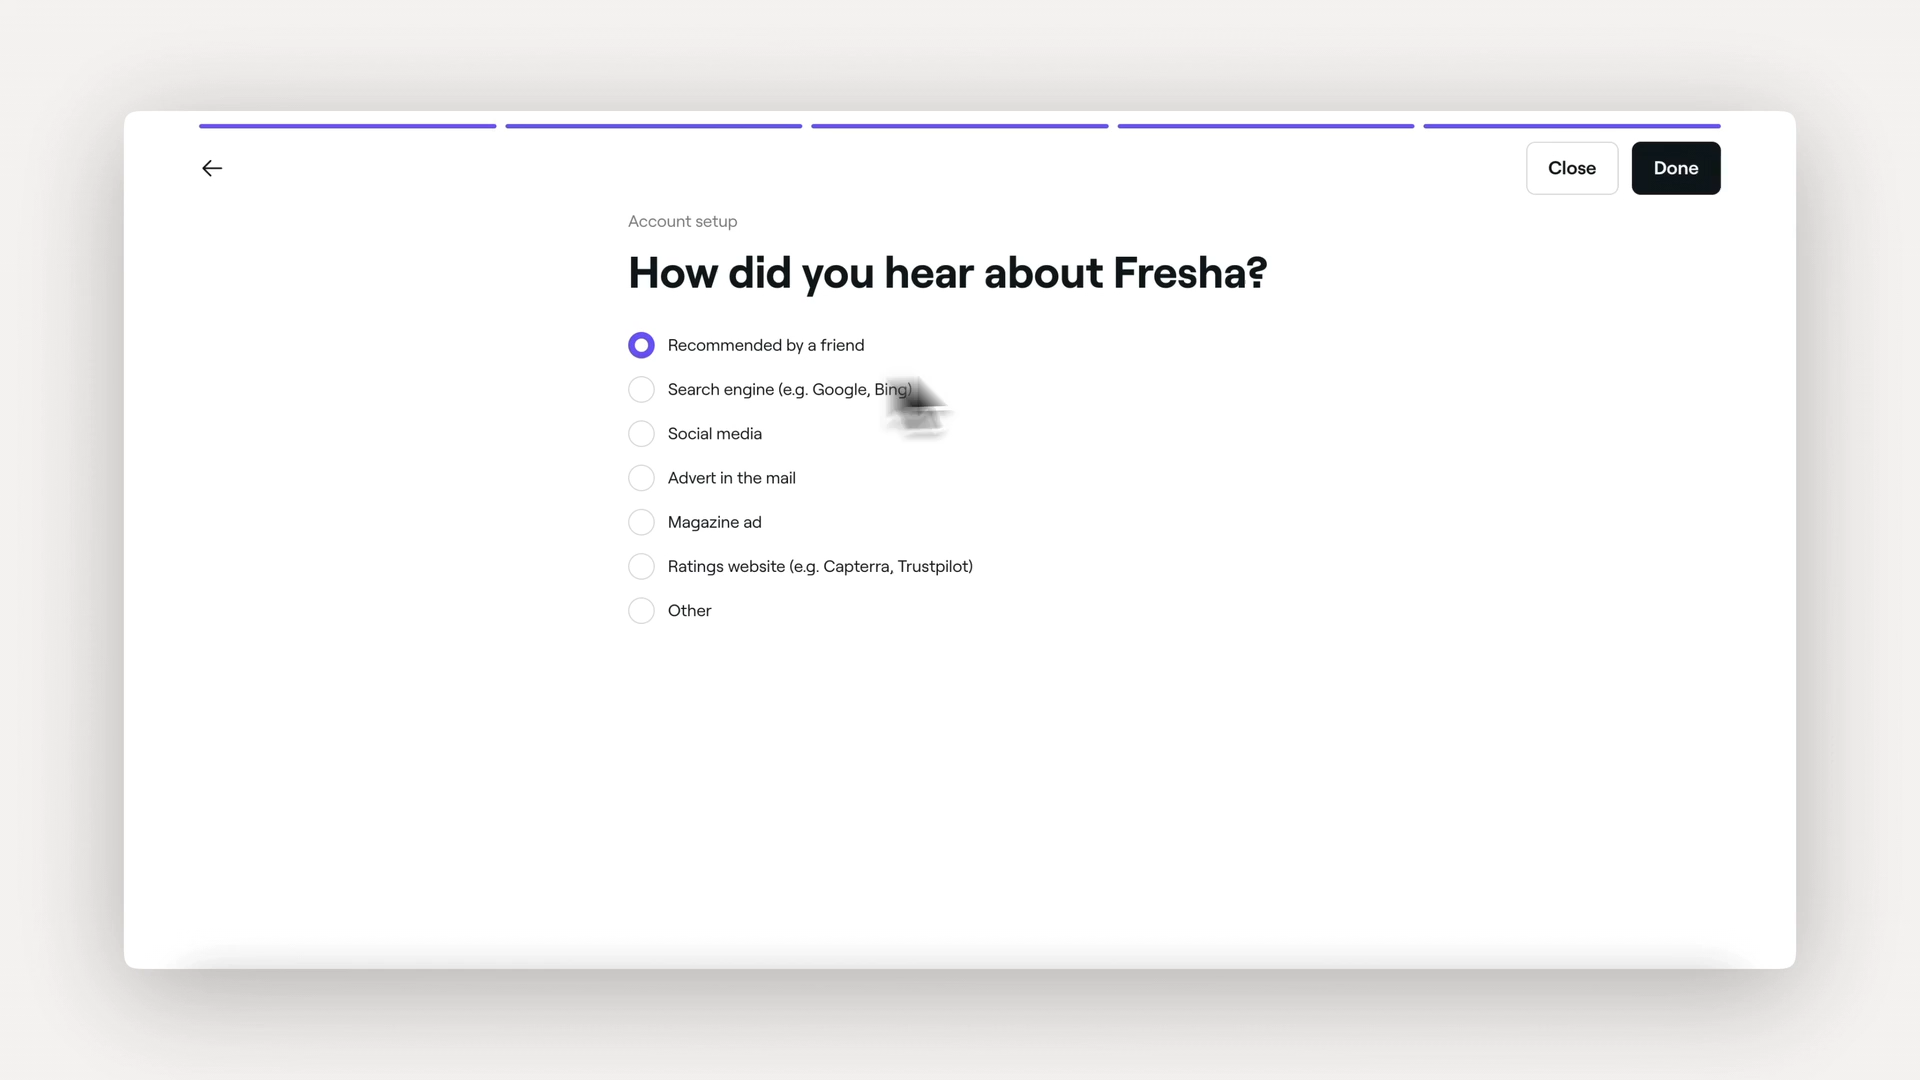 Close
Done
Account setup
How did you hear about Fresha?
Recommended by a friend
Search engine (e.g. Google, Bing)
Social media
Advert in the mail
Magazine ad
Ratings website (e.g. Capterra, Trustpilot)
Other